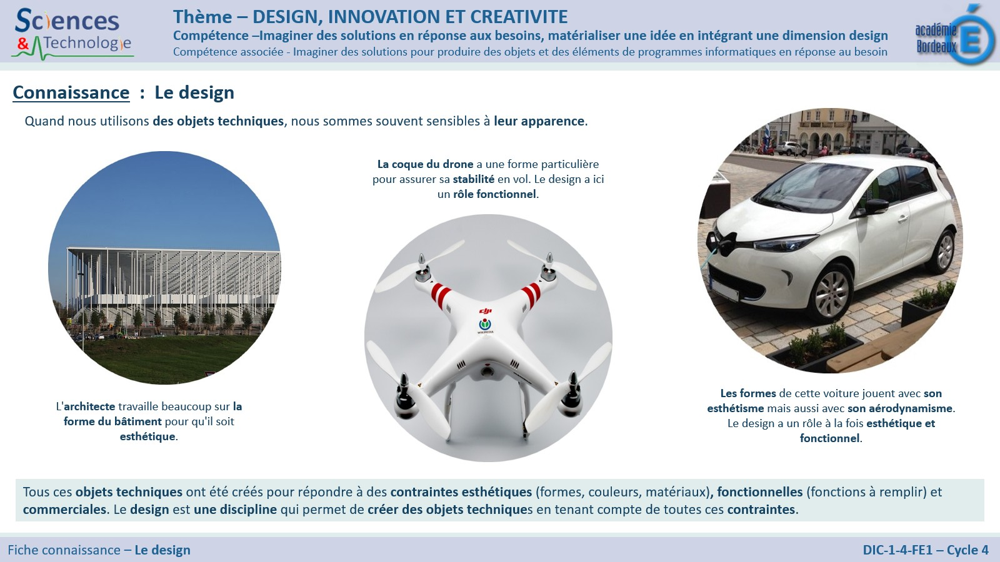 Sciences
& Technologie
Thème – DESIGN, INNOVATION ET CREATIVITE
Compétence –Imaginer des solutions en réponse aux besoins, matérialiser une idée en intégrant une dimension design
Compétence associée - Imaginer des solutions pour produire des objets et des éléments de programmes informatiques en réponse au besoin
académie
Bordeaux
É
Connaissance : Le design
Quand nous utilisons des objets techniques, nous sommes souvent sensibles à leur apparence.
La coque du drone a une forme particulière
pour assurer sa stabilité en vol. Le design a ici
un rôle fonctionnel.
dji
WIKIMEDIA
L'architecte travaille beaucoup sur la
forme du bâtiment pour qu'il soit
esthétique.
Les formes de cette voiture jouent avec son
esthétisme mais aussi avec son aérodynamisme.
Le design a un rôle à la fois esthétique et
fonctionnel.
Tous ces objets techniques ont été créés pour répondre à des contraintes esthétiques (formes, couleurs, matériaux), fonctionnelles (fonctions à remplir) et
commerciales. Le design est une discipline qui permet de créer des objets techniques en tenant compte de toutes ces contraintes.
Fiche connaissance – Le design
DIC-1-4-FE1 – Cycle 4